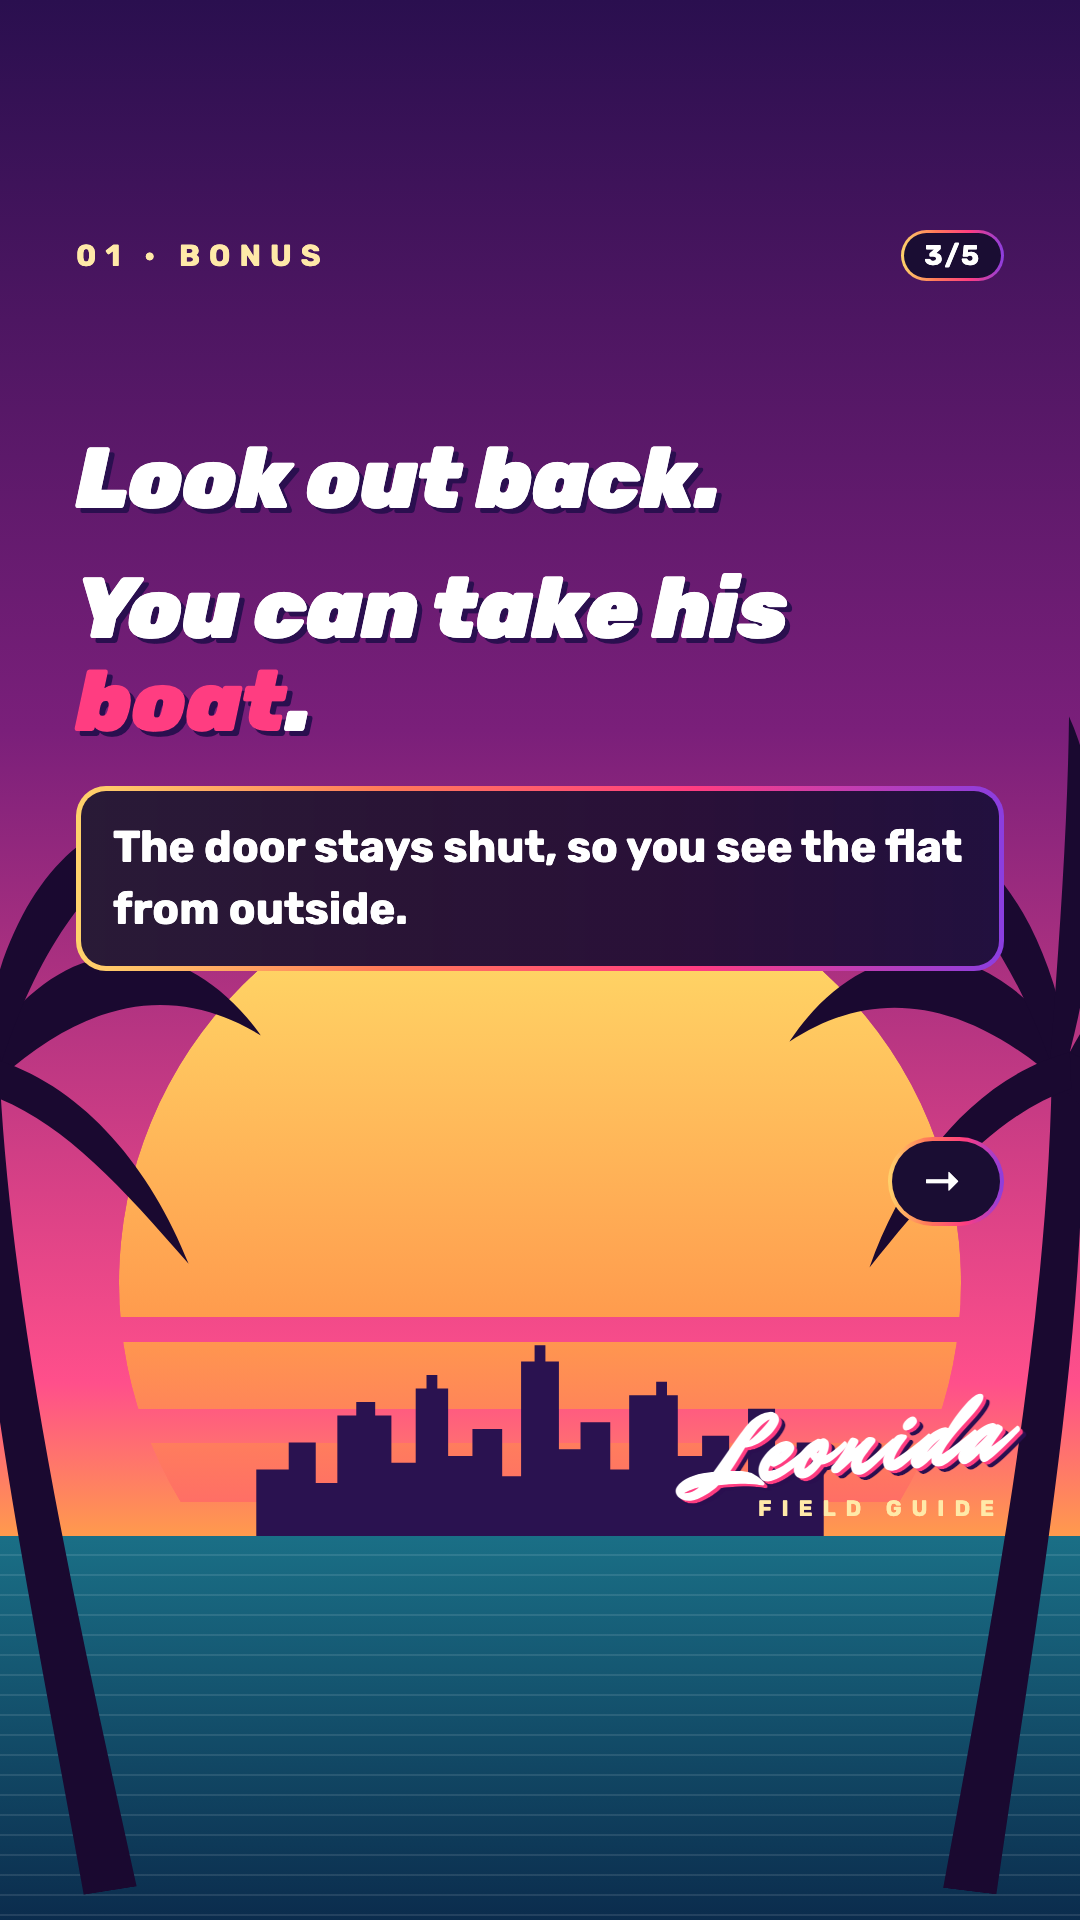 01 · BONUS
3/5
Look out back.
You can take his
boat.
The door stays shut, so you see the flat
from outside.
→
Leonida
FIELD GUIDE